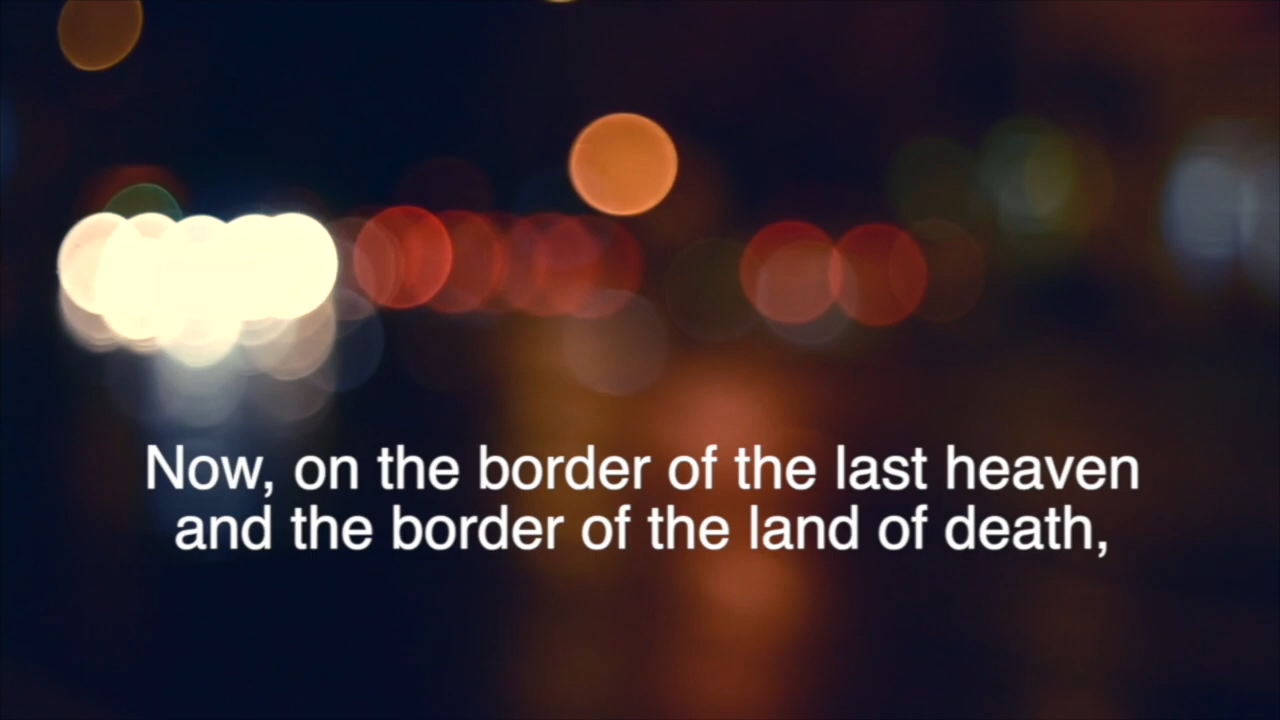 Now, on the border of the last heaven
and the border of the land of death,